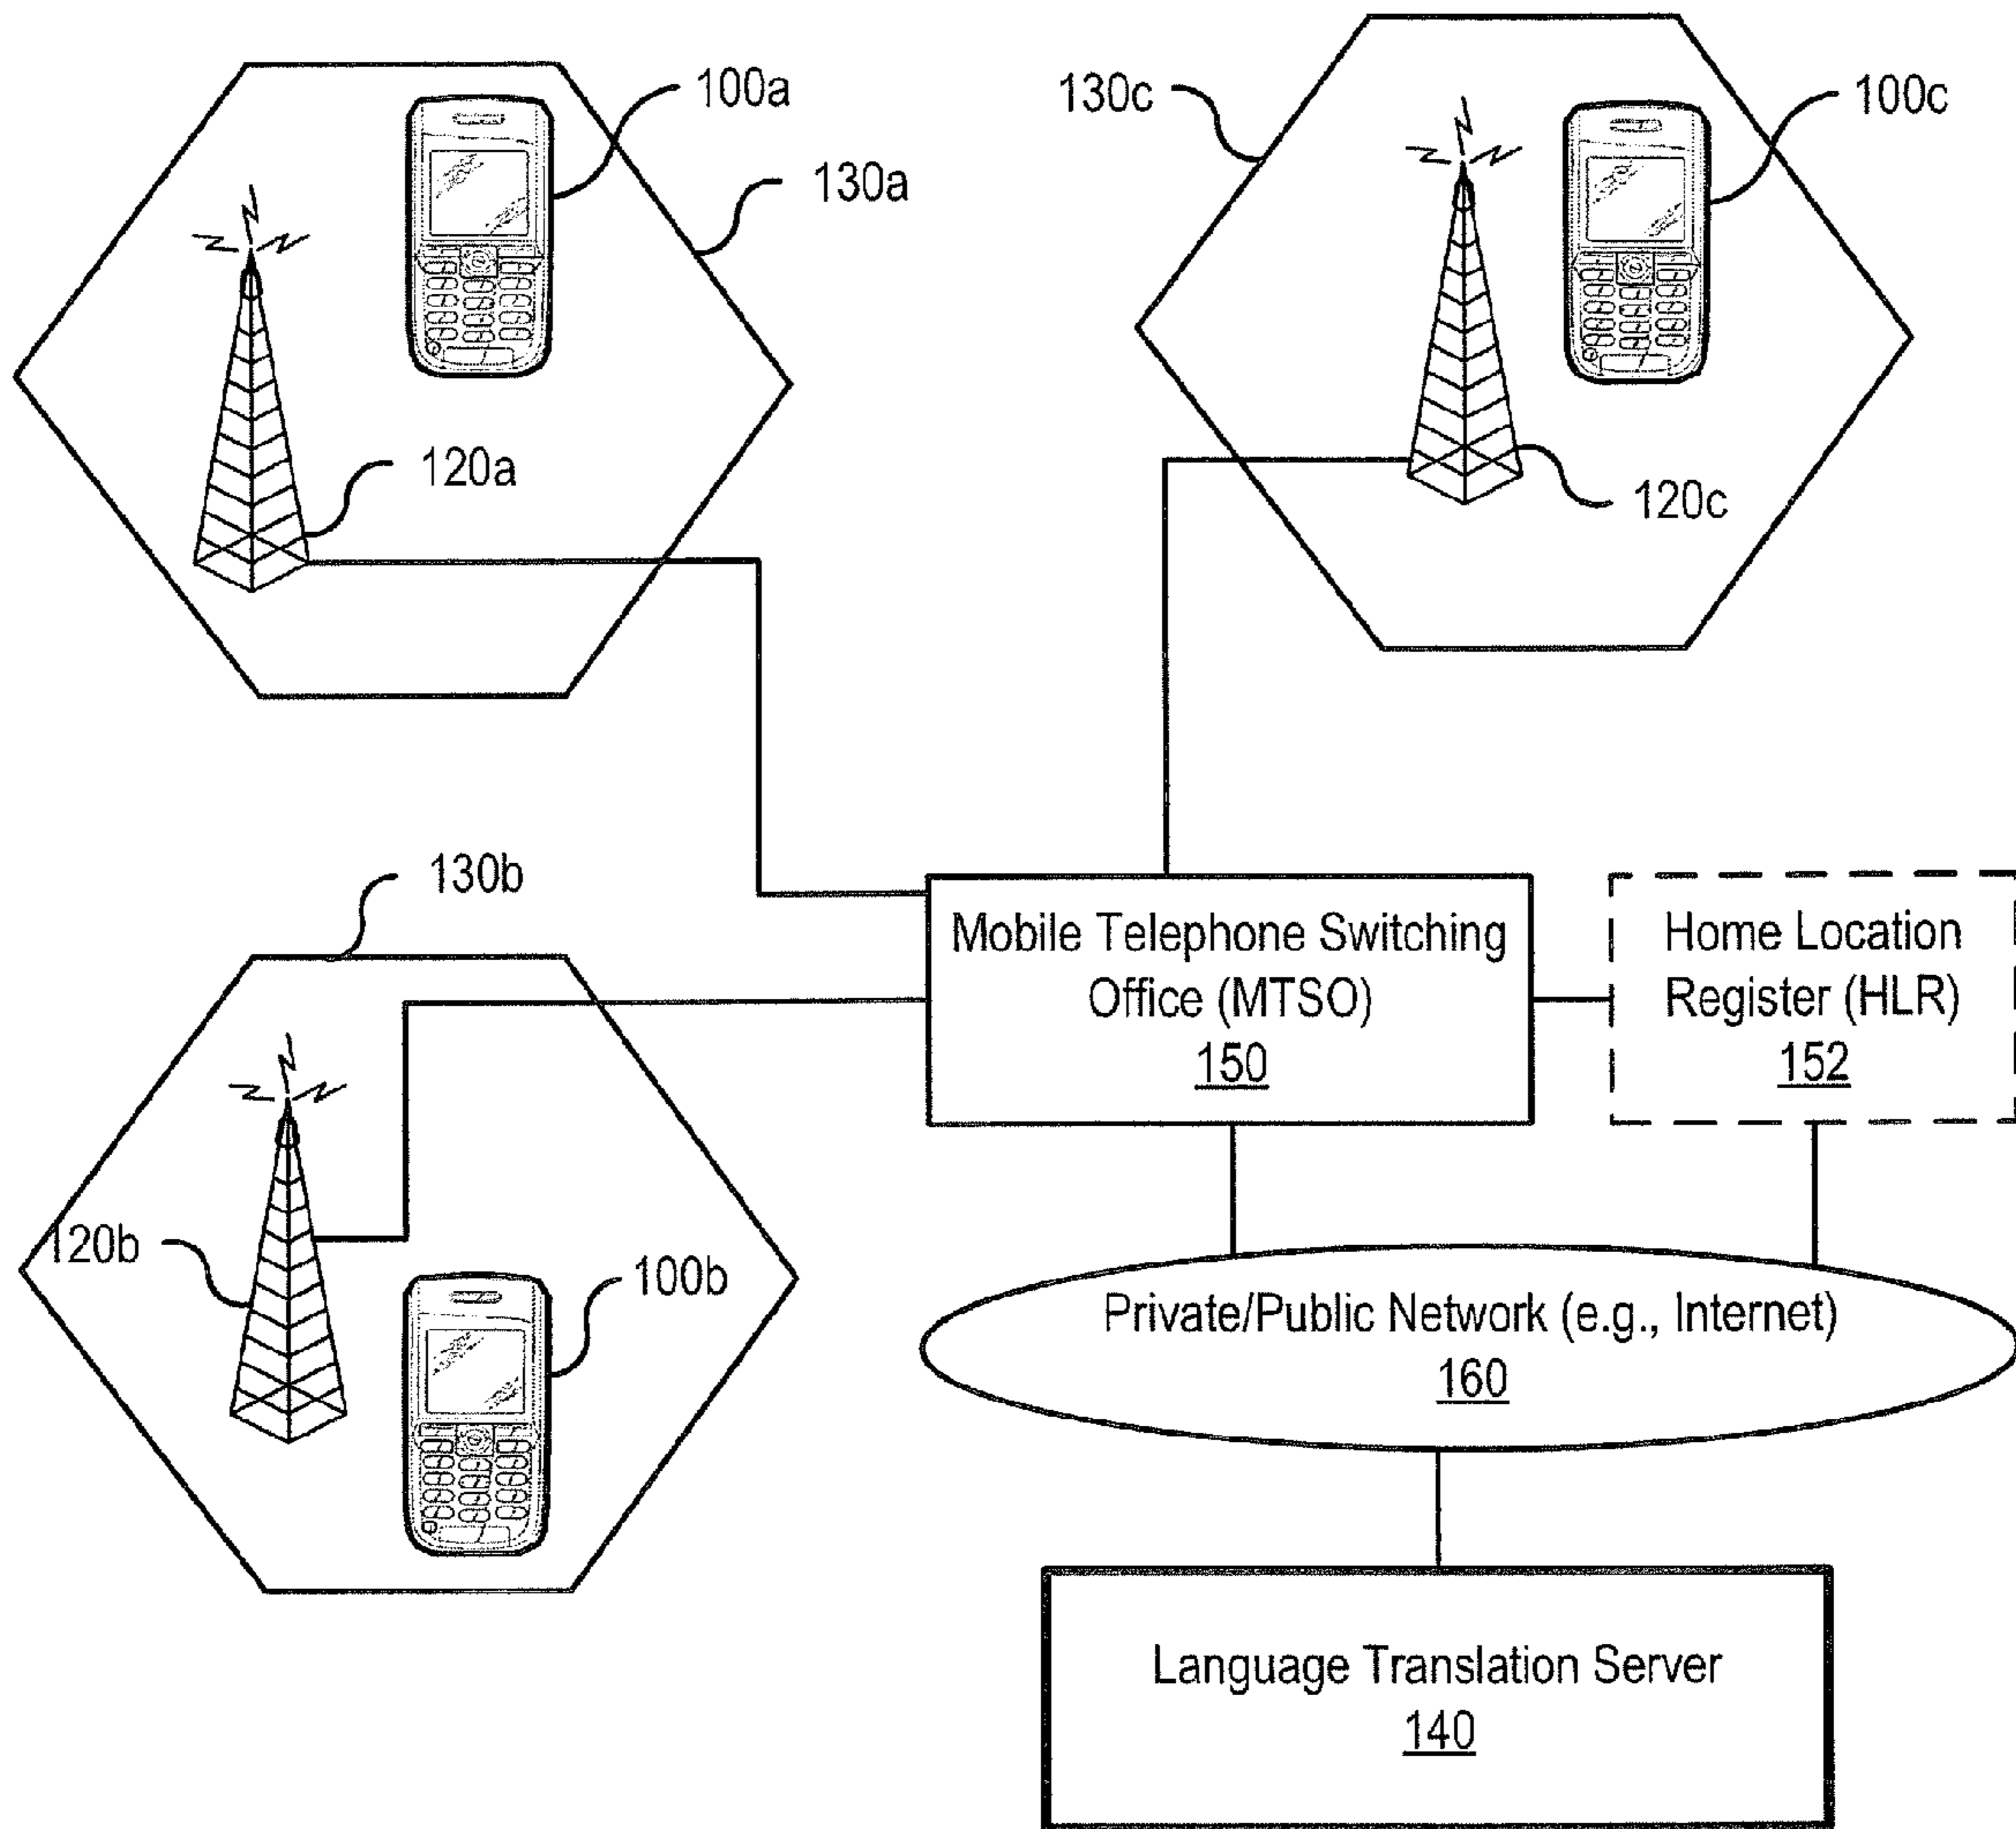 100a
130a
120a
130c
100c
120c
130b
120b
100b
Mobile Telephone Switching
Office (MTSO)
150
Home Location
Register (HLR)
152
Private/Public Network (e.g., Internet)
160
Language Translation Server
140